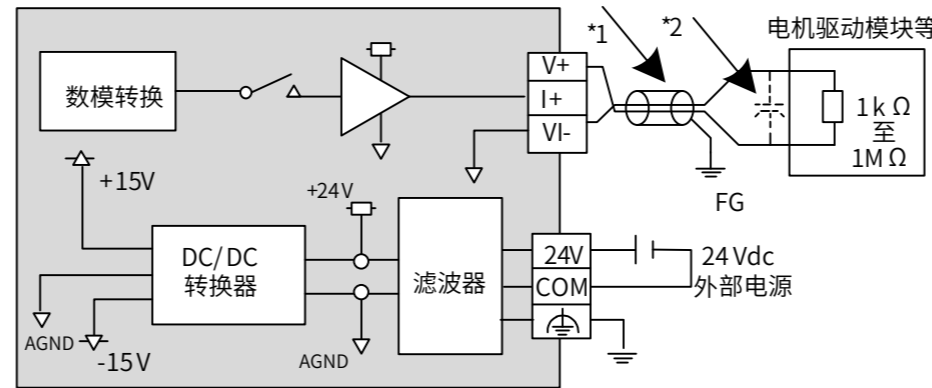 *1
*2
电机驱动模块等
数模转换
V+
I+
VI-
1kΩ
至
1MΩ
FG
+15V
+24V
DC/DC
转换器
滤波器
24V
COM
24Vdc
外部电源
AGND
-15V
AGND